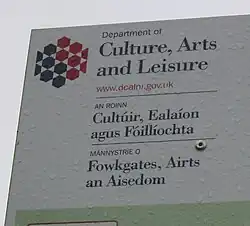 Department of
Culture, Arts
and Leisure
www.dcalni.gov.uk
AN ROINN
Cultúir, Ealaíon
agus Fóillíochta
MÄNNYSTRIE O
Fowkgates, Airts
an Aisedom